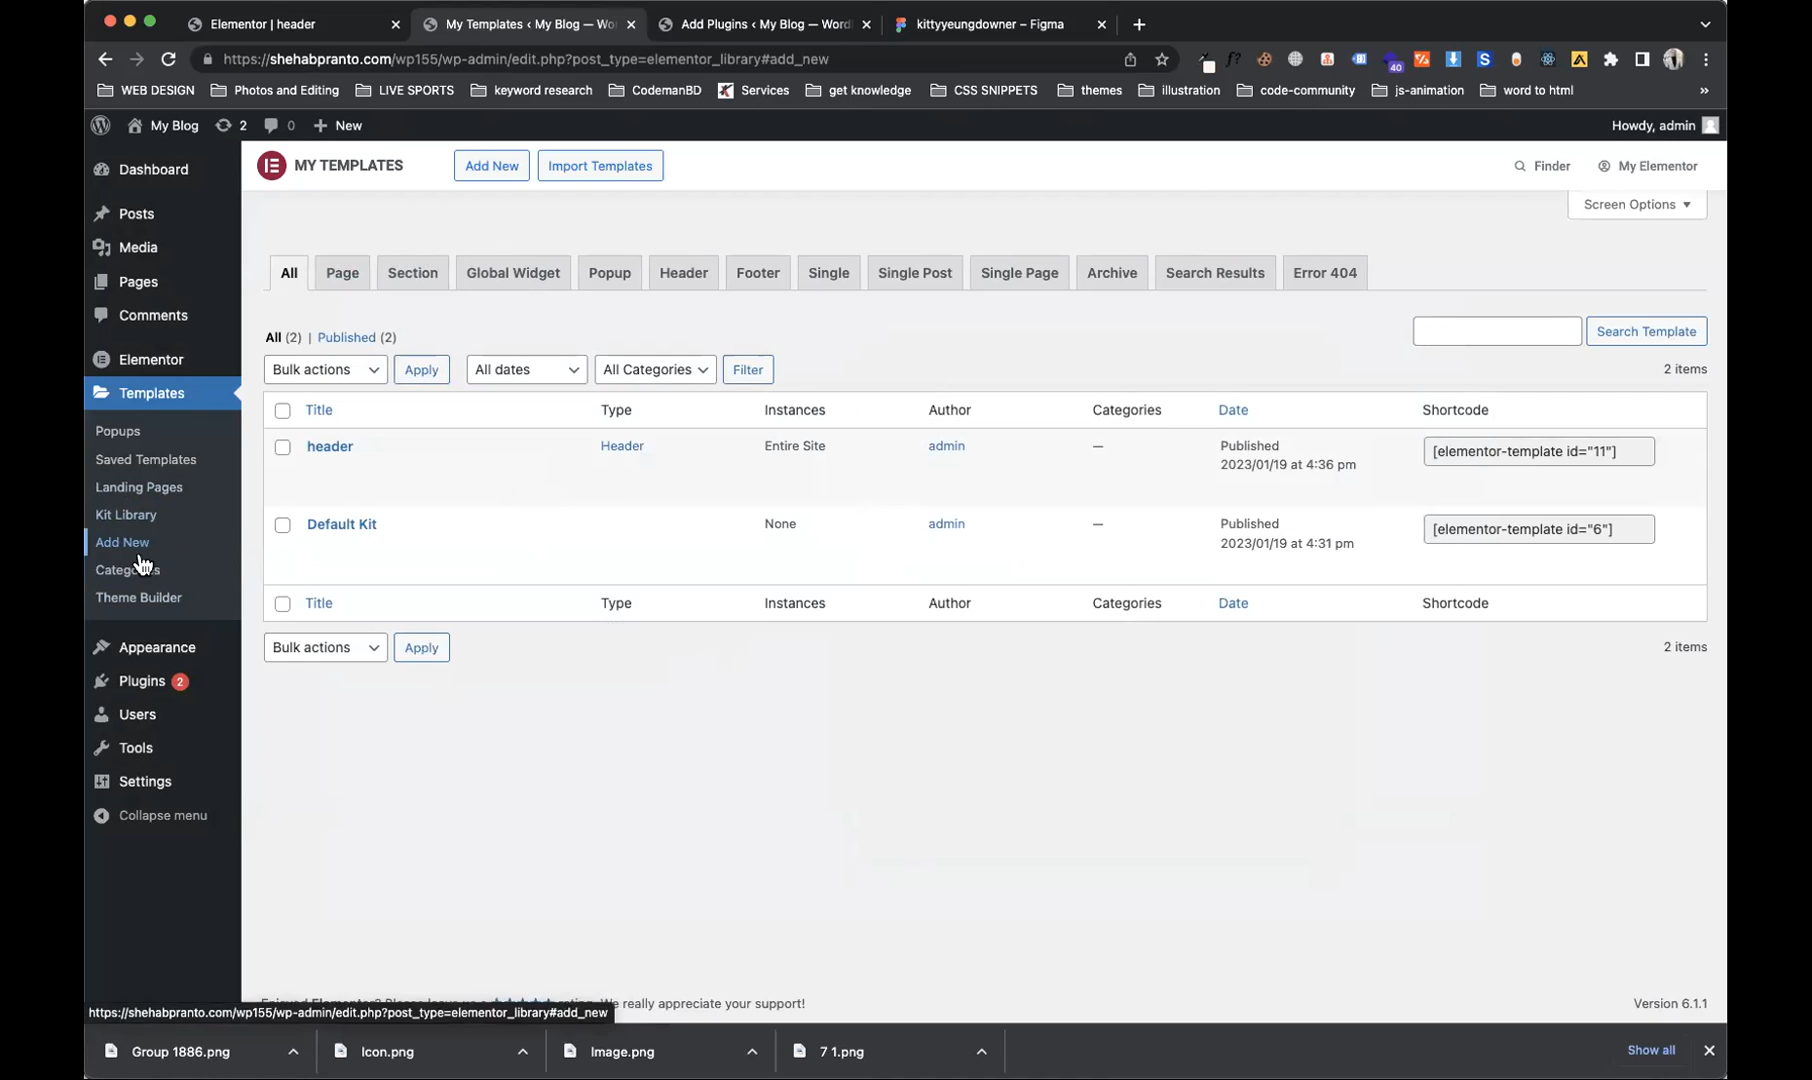 Elementor | header
My Templates ‹ My Blog — Wo
Add Plugins ‹ My Blog — Word
kittyyeungdowner – Figma
https://shehabpranto.com/wp155/wp-admin/edit.php?post_type=elementor_library#add_new
40
WEB DESIGN
Photos and Editing
LIVE SPORTS
keyword research
CodemanBD
Services
get knowledge
CSS SNIPPETS
themes
illustration
code-community
js-animation
word to html
»
My Blog
2
0
New
Howdy, admin
Dashboard
Posts
Media
Pages
Comments
Elementor
Templates
Popups
Saved Templates
Landing Pages
Kit Library
Add New
Theme Builder
Appearance
Plugins 2
Users
Tools
Settings
Collapse menu
MY TEMPLATES
Add New
Import Templates
Finder
My Elementor
Screen Options
All
Page
Section
Global Widget
Popup
Header
Footer
Single
Single Post
Single Page
Archive
Search Results
Error 404
All (2) | Published (2)
Search Template
Bulk actions
Apply
All dates
All Categories
Filter
2 items
Title Type Instances Author Categories Date Shortcode
header Header Entire Site admin — Published [elementor-template id="11"]
2023/01/19 at 4:36 pm
Default Kit None admin — Published [elementor-template id="6"]
2023/01/19 at 4:31 pm
Title Type Instances Author Categories Date Shortcode
Bulk actions
Apply
2 items
We really appreciate your support!
Version 6.1.1
https://shehabpranto.com/wp155/wp-admin/edit.php?post_type=elementor_library#add_new
Group 1886.png
Icon.png
Image.png
7 1.png
Show all